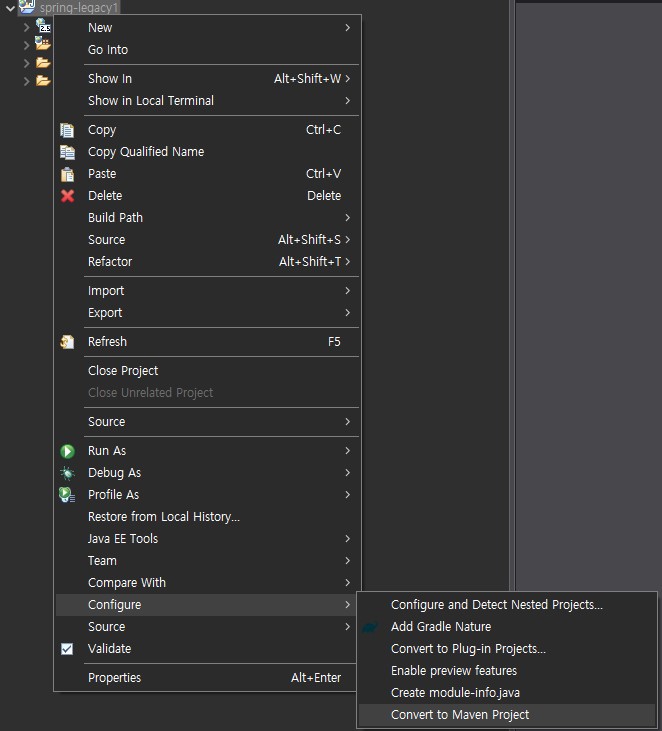 spring-legacy1
2.5
New
Go Into
Show In Alt+Shift+W
Show in Local Terminal
Copy Ctrl+C
Copy Qualified Name
Paste Ctrl+V
Delete Delete
Build Path
Source Alt+Shift+S
Refactor Alt+Shift+T
Import
Export
Refresh F5
Close Project
Close Unrelated Project
Source
Run As
Debug As
Profile As
Restore from Local History...
Java EE Tools
Team
Compare With
Configure
Source
Validate
Properties Alt+Enter
Configure and Detect Nested Projects...
Add Gradle Nature
Convert to Plug-in Projects...
Enable preview features
Create module-info.java
Convert to Maven Project